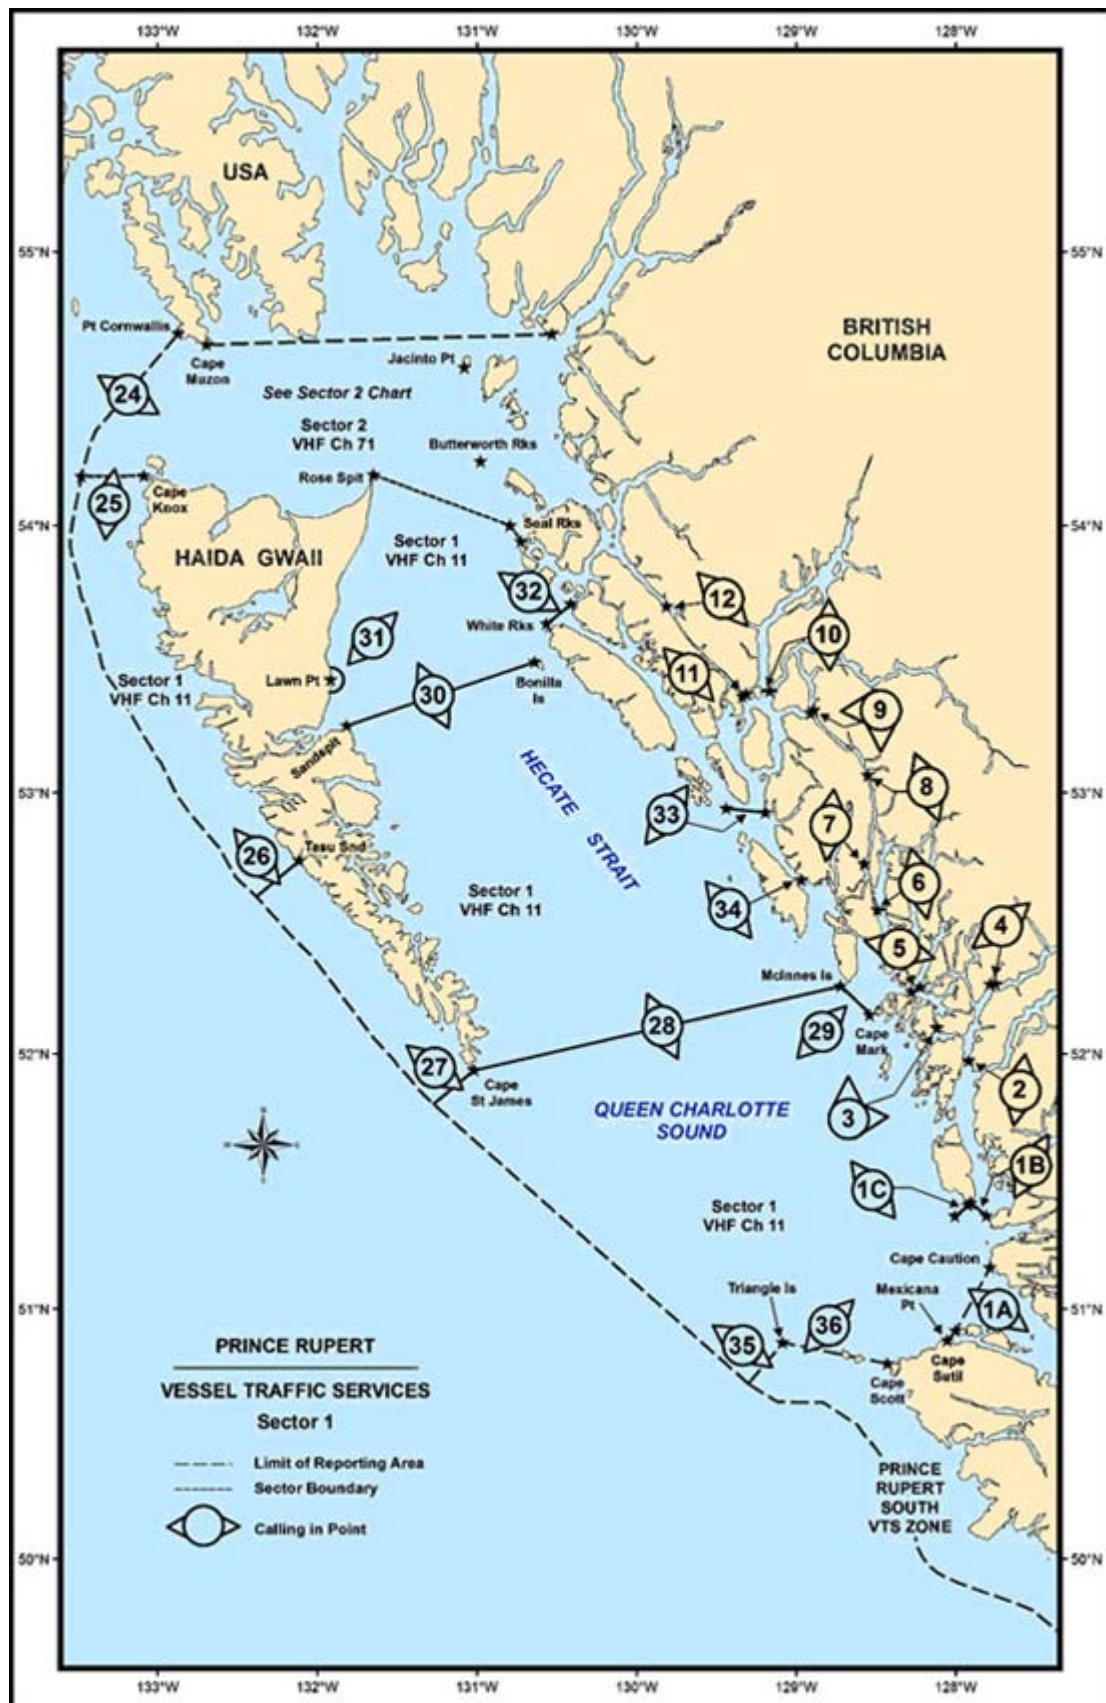 133°W 132°W 131°W 130°W 129°W 128°W
USA
55°N 55°N
BRITISH
COLUMBIA
Pt Cornwallis
Cape
Muzon
Jacinto Pt
24
See Sector 2 Chart
Sector 2
VHF Ch 71
Butterworth Rks
Rose Spit
25
Cape
Knox
54°N 54°N
Seal Rks
HAIDA GWAII
Sector 1
VHF Ch 11
32
12
White Rks
10
31
11
Lawn Pt
Sector 1
VHF Ch 11
30
Bonilla
Is
9
Sandspit
8
53°N 53°N
HECATE STRAIT
33
7
26
Tasu Snd
6
Sector 1
VHF Ch 11
34
4
5
McInnes Is
28
29
Cape
Mark
52°N 52°N
27
Cape
St James
2
QUEEN CHARLOTTE
SOUND
3
N
1B
1C
Sector 1
VHF Ch 11
Cape Caution
Triangle Is
Mexicana
Pt
1A
51°N 51°N
36
35
Cape
Sutil
Cape
Scott
PRINCE RUPERT
VESSEL TRAFFIC SERVICES
Sector 1
Limit of Reporting Area
Sector Boundary
Calling in Point
PRINCE
RUPERT
SOUTH
VTS ZONE
50°N 50°N
133°W 132°W 131°W 130°W 129°W 128°W